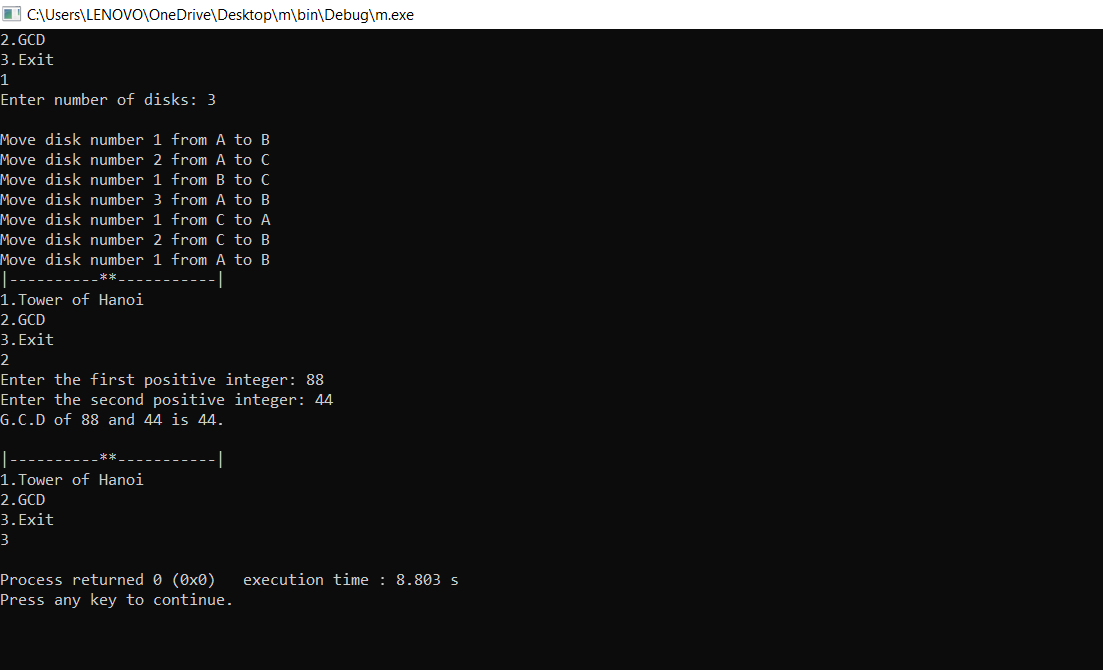 C:\Users\LENOVO\OneDrive\Desktop\m\bin\Debug\m.exe
2.GCD
3.Exit
1
Enter number of disks: 3
Move disk number 1 from A to B
Move disk number 2 from A to C
Move disk number 1 from B to C
Move disk number 3 from A to B
Move disk number 1 from C to A
Move disk number 2 from C to B
Move disk number 1 from A to B
|----------**-----------|
1.Tower of Hanoi
2.GCD
3.Exit
2
Enter the first positive integer: 88
Enter the second positive integer: 44
G.C.D of 88 and 44 is 44.
|----------**-----------|
1.Tower of Hanoi
2.GCD
3.Exit
3
Process returned 0 (0x0)   execution time : 8.803 s
Press any key to continue.